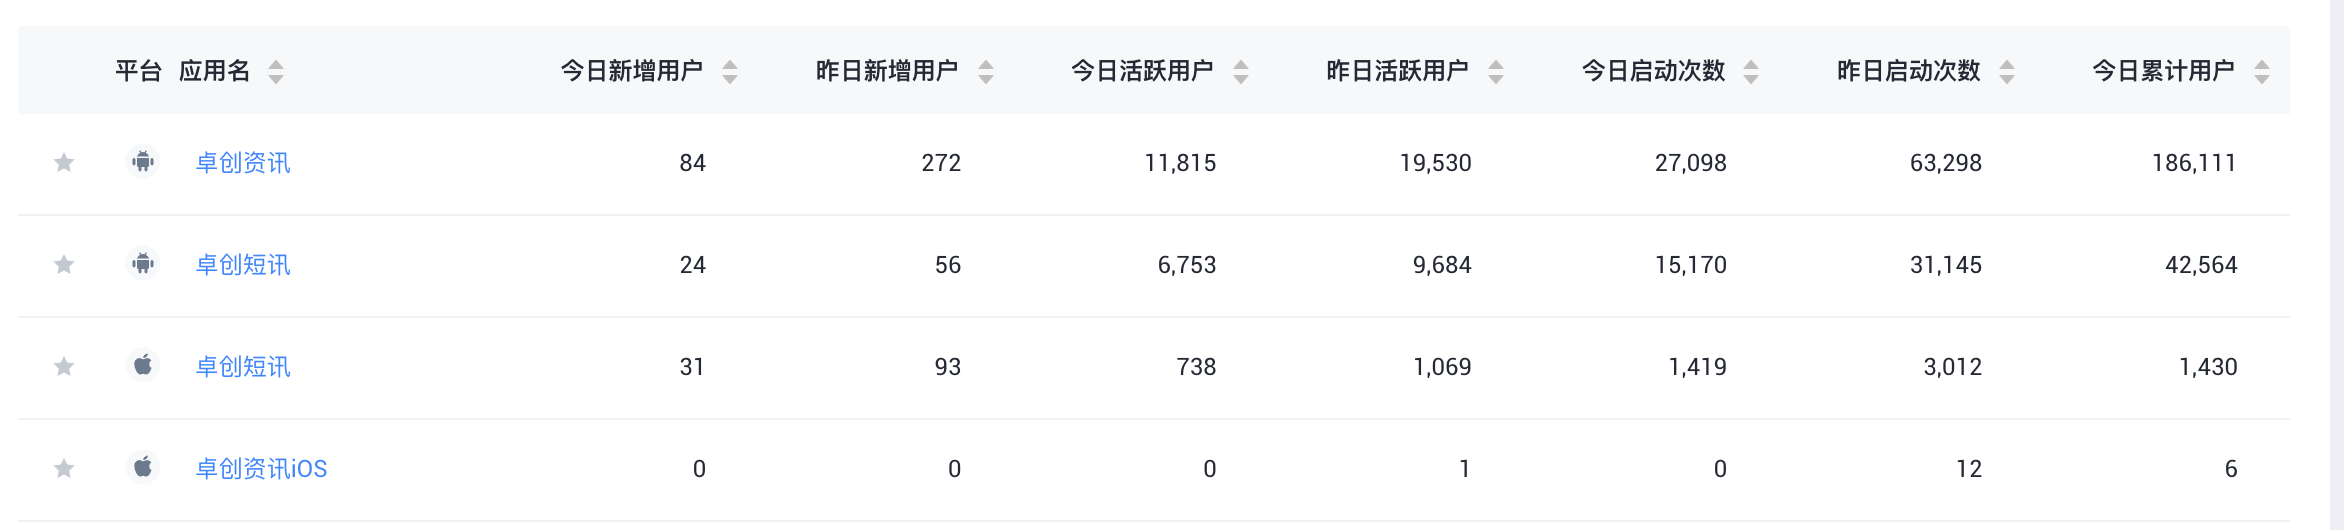 平台 应用名 今日新增用户 昨日新增用户 今日活跃用户 昨日活跃用户 今日启动次数 昨日启动次数 今日累计用户
卓创资讯 84 272 11,815 19,530 27,098 63,298 186,111
卓创短讯 24 56 6,753 9,684 15,170 31,145 42,564
卓创短讯 31 93 738 1,069 1,419 3,012 1,430
卓创资讯iOS 0 0 0 1 0 12 6